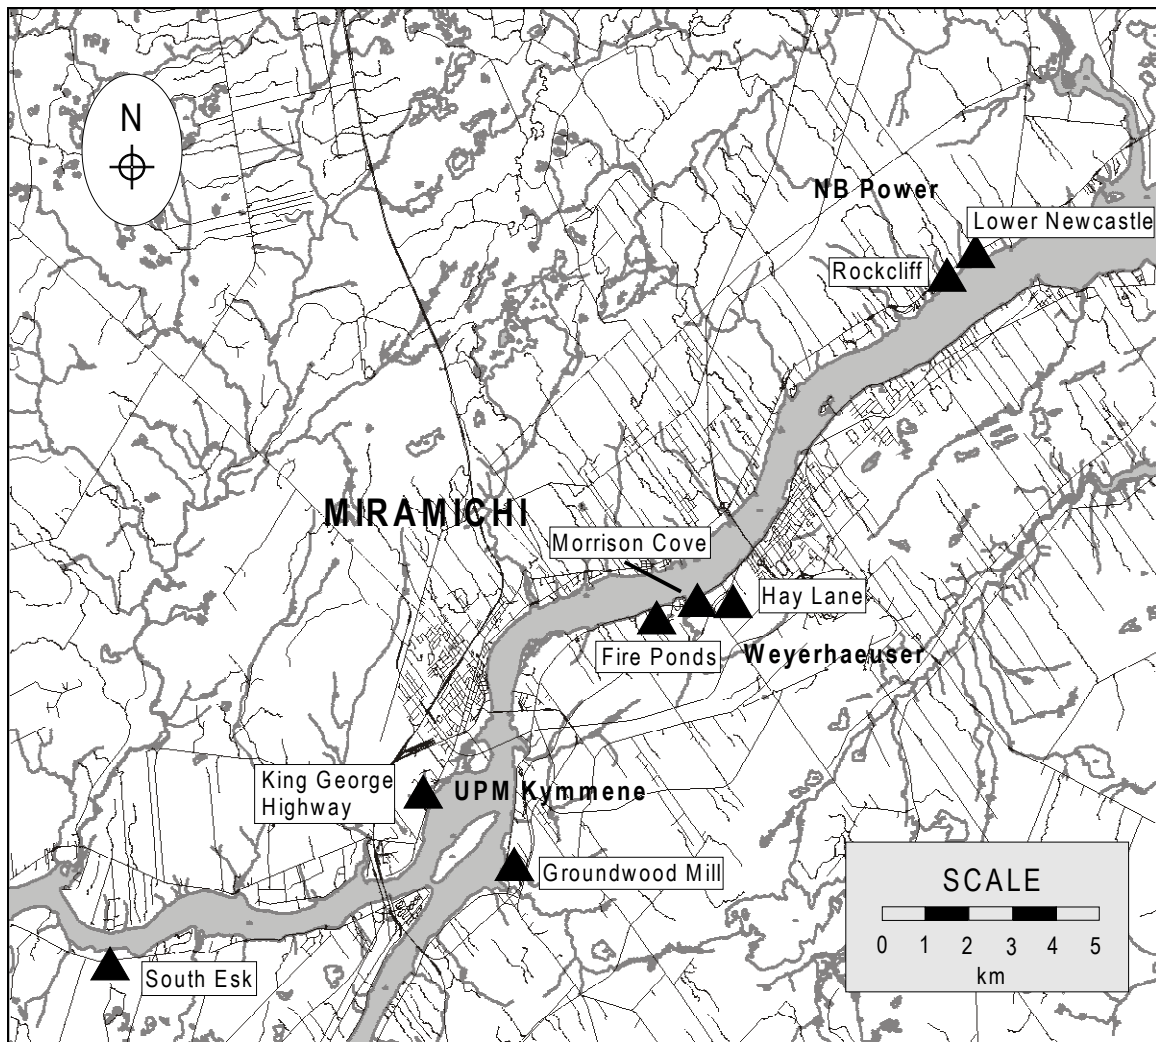 N
NB Power
Lower Newcastle
Rockcliff
MIRAMICHI
Morrison Cove
Hay Lane
Fire Ponds
Weyerhaeuser
King George
Highway
UPM Kymmene
Groundwood Mill
South Esk
SCALE
0 1 2 3 4 5
km